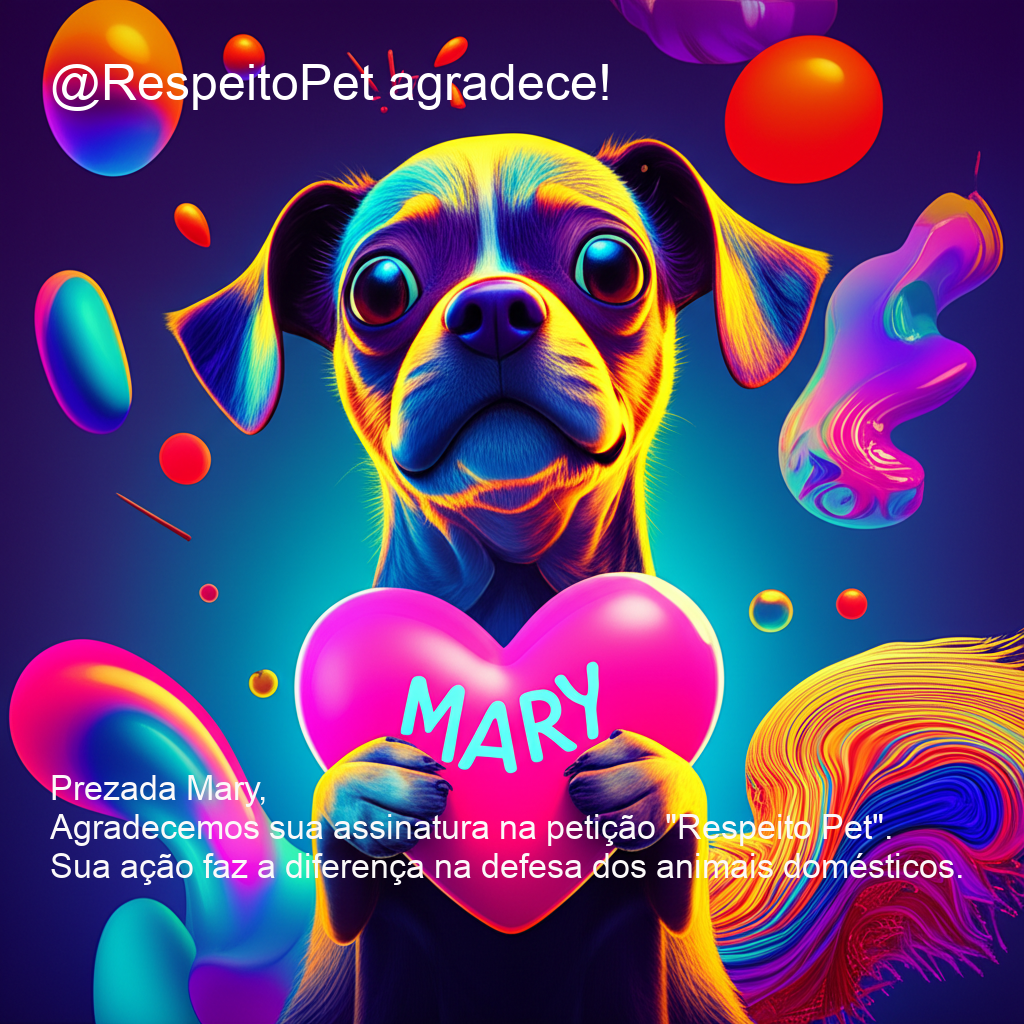 @RespeitoPet agradece!
MARY
Prezada Mary,
Agradecemos sua assinatura na petição "Respeito Pet".
Sua ação faz a diferença na defesa dos animais domésticos.